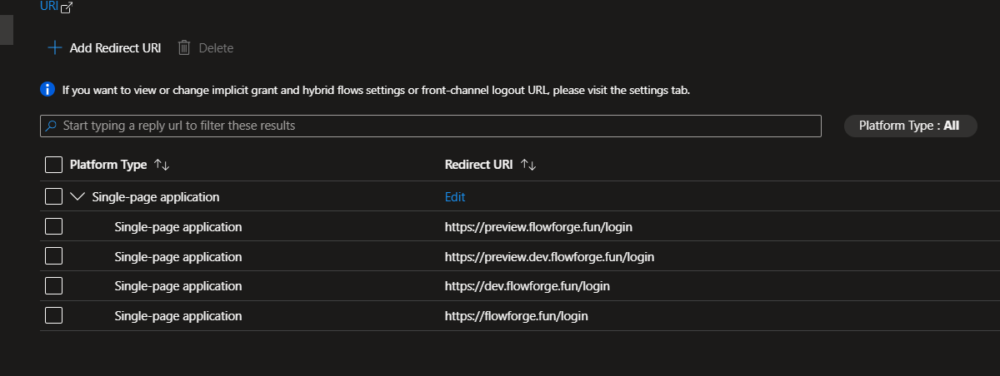 URI
Add Redirect URI Delete
If you want to view or change implicit grant and hybrid flows settings or front-channel logout URL, please visit the settings tab.
Start typing a reply url to filter these results Platform Type : All
Platform Type Redirect URI
Single-page application Edit
Single-page application https://preview.flowforge.fun/login
Single-page application https://preview.dev.flowforge.fun/login
Single-page application https://dev.flowforge.fun/login
Single-page application https://flowforge.fun/login